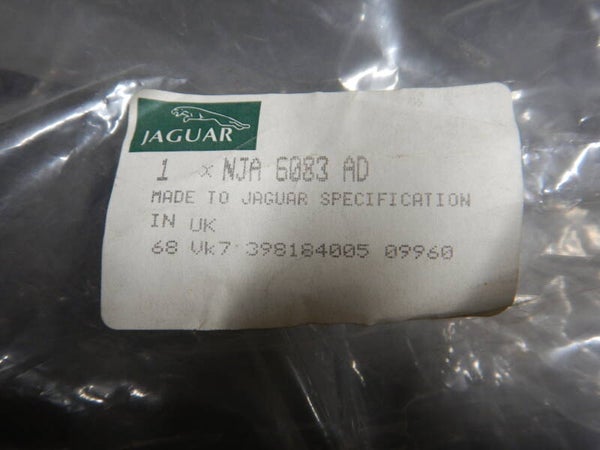 JAGUAR
1 x NJA 6083 AD
MADE TO JAGUAR SPECIFICATION
IN UK
68 Vk7 398184005 09960